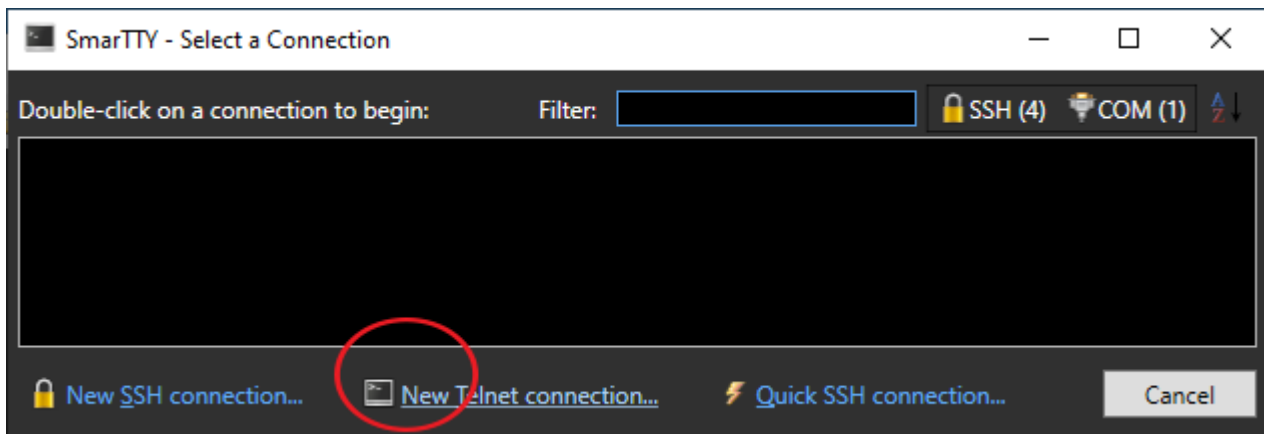 SmarTTY - Select a Connection
Double-click on a connection to begin: Filter: SSH (4) COM (1) AZ
New SSH connection... New Telnet connection... Quick SSH connection... Cancel